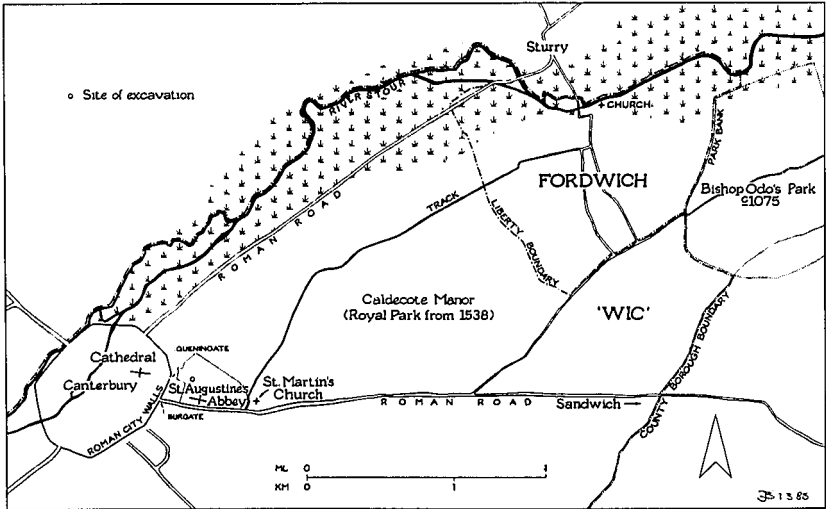 Sturry
Site of excavation
RIVER STOUR
+CHURCH
PARK BANK
FORDWICH
Bishop Odo's Park
c1075
TRACK
LIBERTY BOUNDARY
ROMAN ROAD
Caldecote Manor
(Royal Park from 1538)
'WIC'
QUENINGATE
Cathedral
Canterbury
St. Augustine's
Abbey
St. Martin's
Church
ROMAN CITY WALLS
BURGATE
ROMAN ROAD
Sandwich
COUNTY BOROUGH BOUNDARY
ML 0 1
KM 0 1
1 3 85